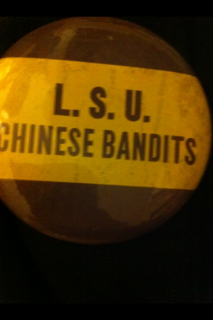 L. S. U.
CHINESE BANDITS